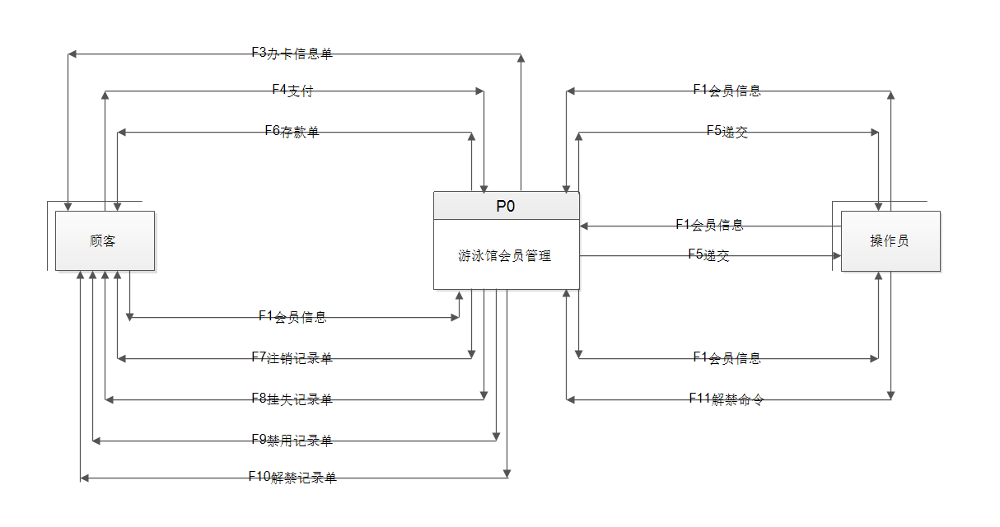 F3办卡信息单
F4支付
F1会员信息
F6存款单
F5递交
P0
F1会员信息
顾客
操作员
游泳馆会员管理
F5递交
F1会员信息
F7注销记录单
F1会员信息
F8挂失记录单
F11解禁命令
F9禁用记录单
F10解禁记录单